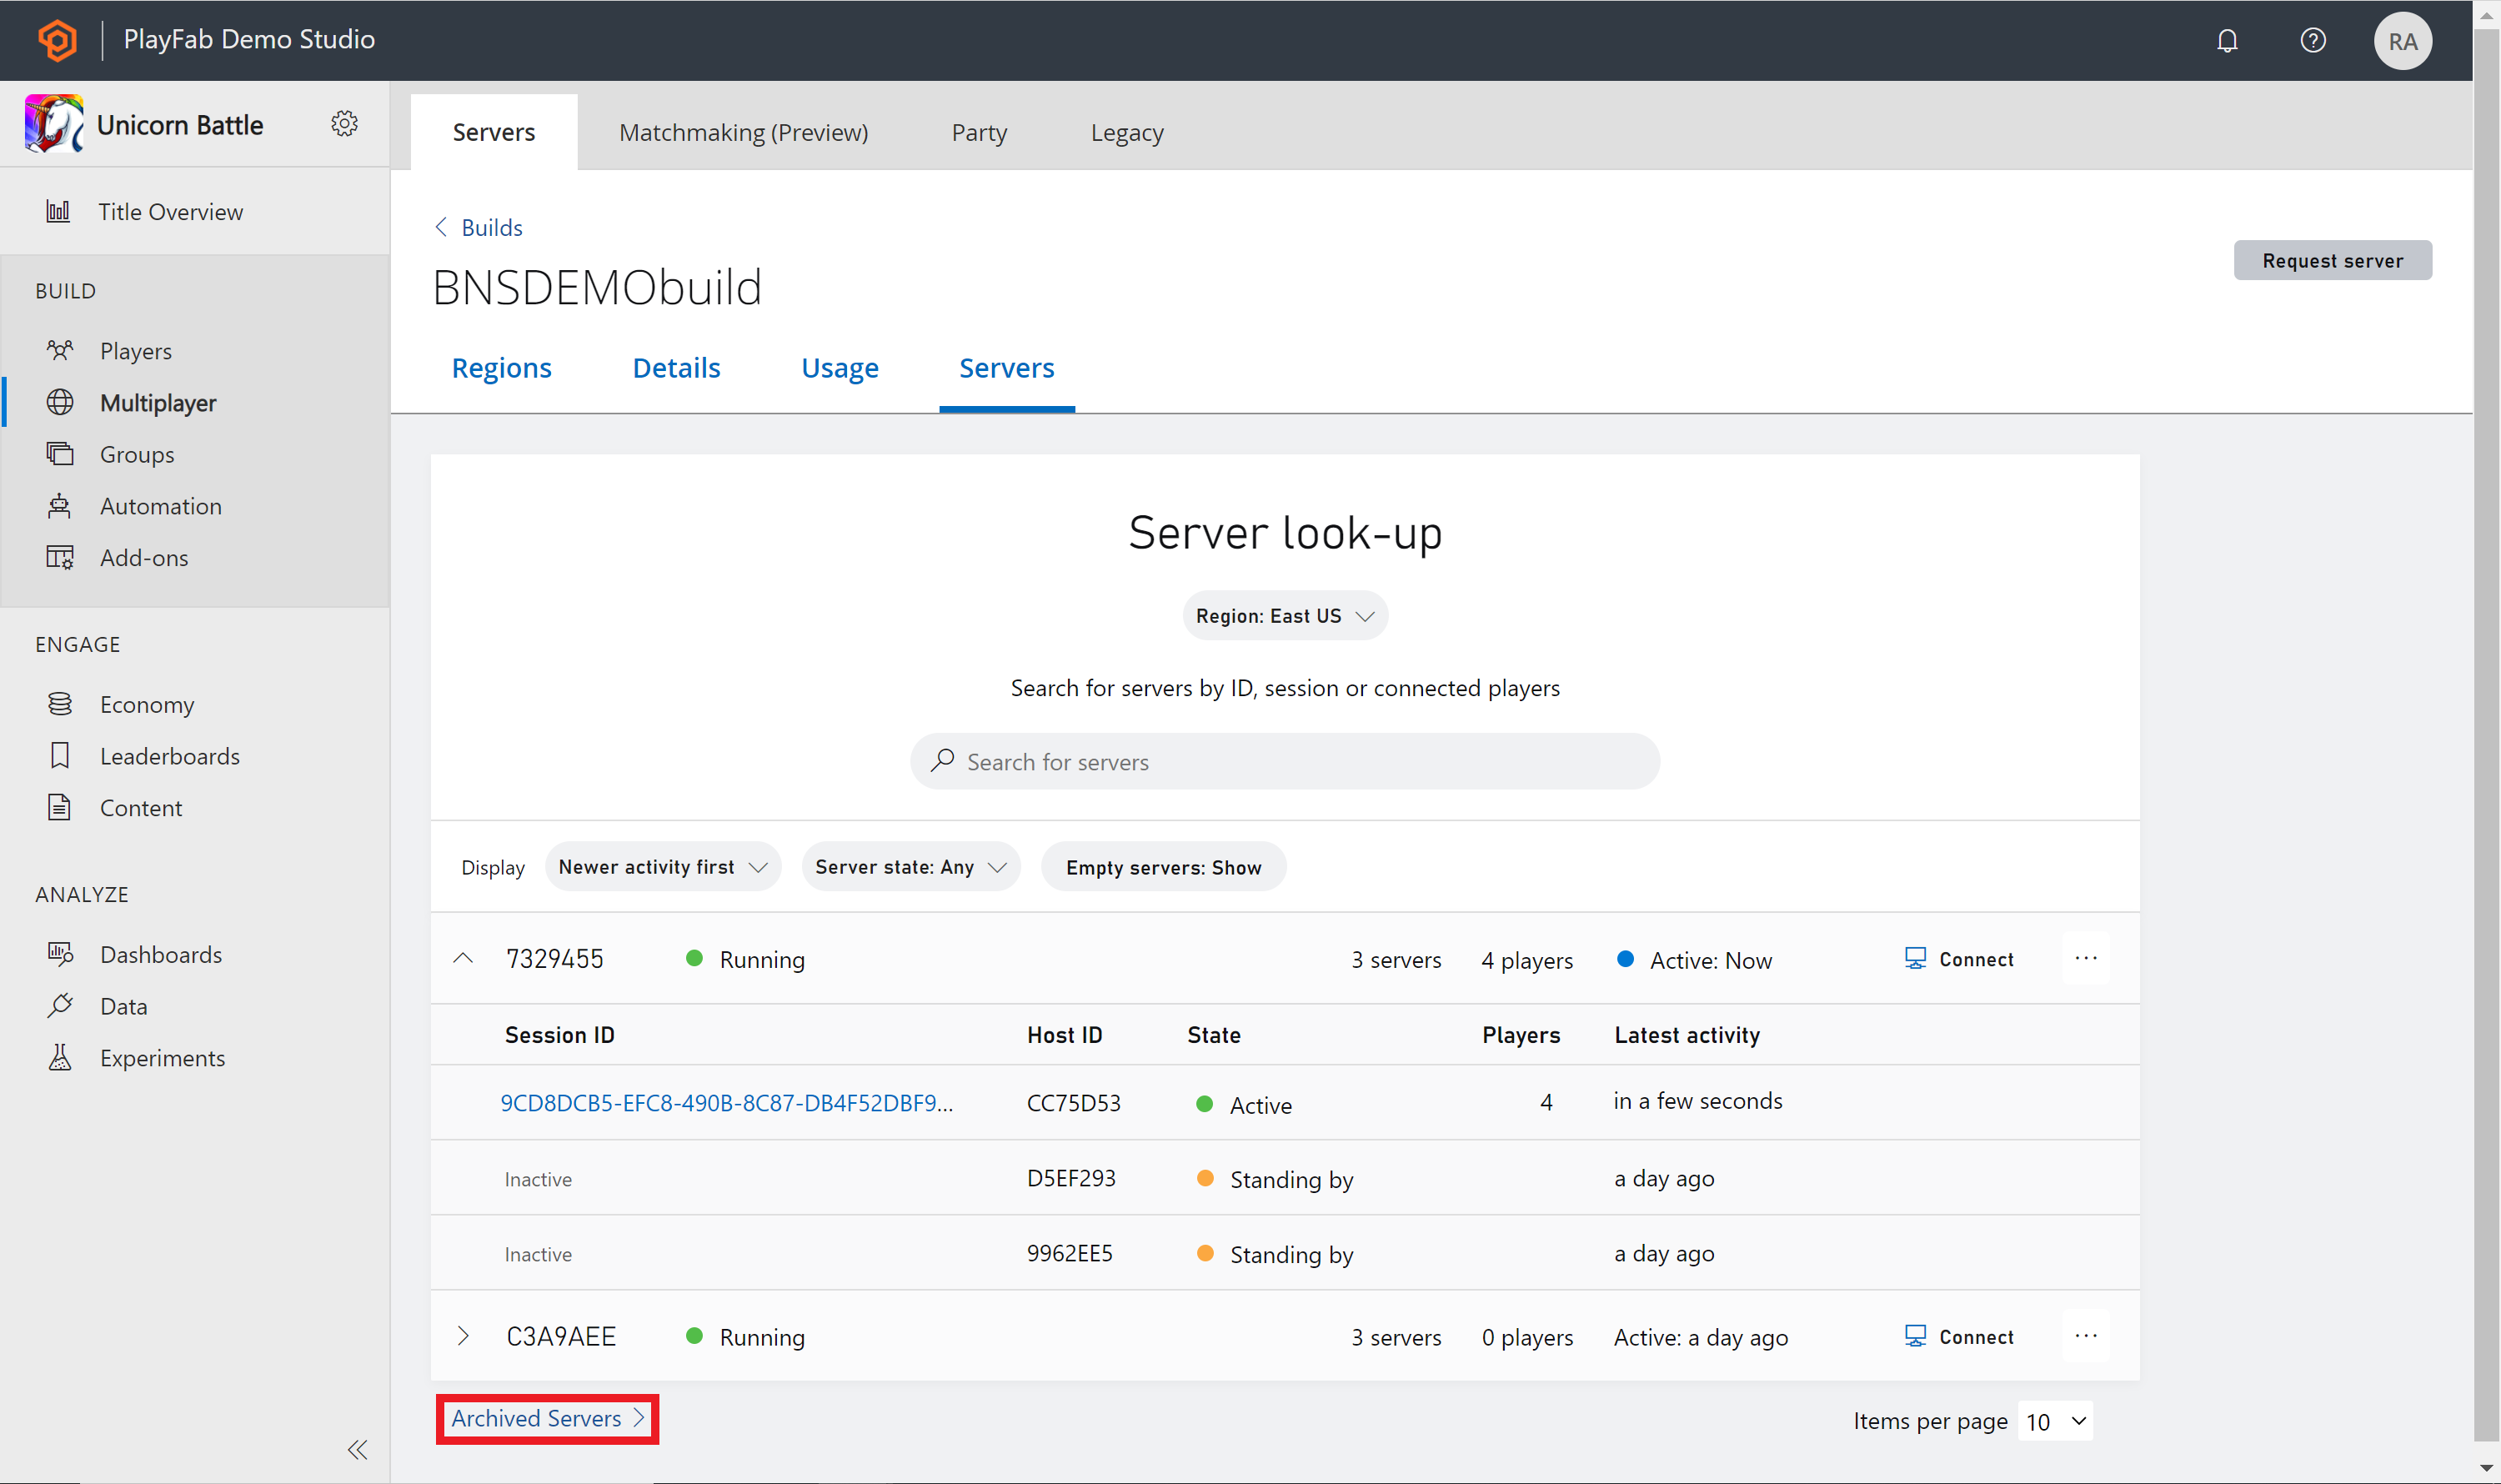 PlayFab Demo Studio
RA
Unicorn Battle
Servers
Matchmaking (Preview)
Party
Legacy
Title Overview
BUILD
Players
Multiplayer
Groups
Automation
Add-ons
ENGAGE
Economy
Leaderboards
Content
ANALYZE
Dashboards
Data
Experiments
Builds
BNSDEMObuild
Request server
Regions
Details
Usage
Servers
Server look-up
Region: East US
Search for servers by ID, session or connected players
Search for servers
Display
Newer activity first
Server state: Any
Empty servers: Show
7329455 Running 3 servers 4 players Active: Now Connect ...
Session ID Host ID State Players Latest activity
9CD8DCB5-EFC8-490B-8C87-DB4F52DBF9... CC75D53 Active 4 in a few seconds
Inactive D5EF293 Standing by a day ago
Inactive 9962EE5 Standing by a day ago
C3A9AEE Running 3 servers 0 players Active: a day ago Connect ...
Archived Servers
Items per page 10